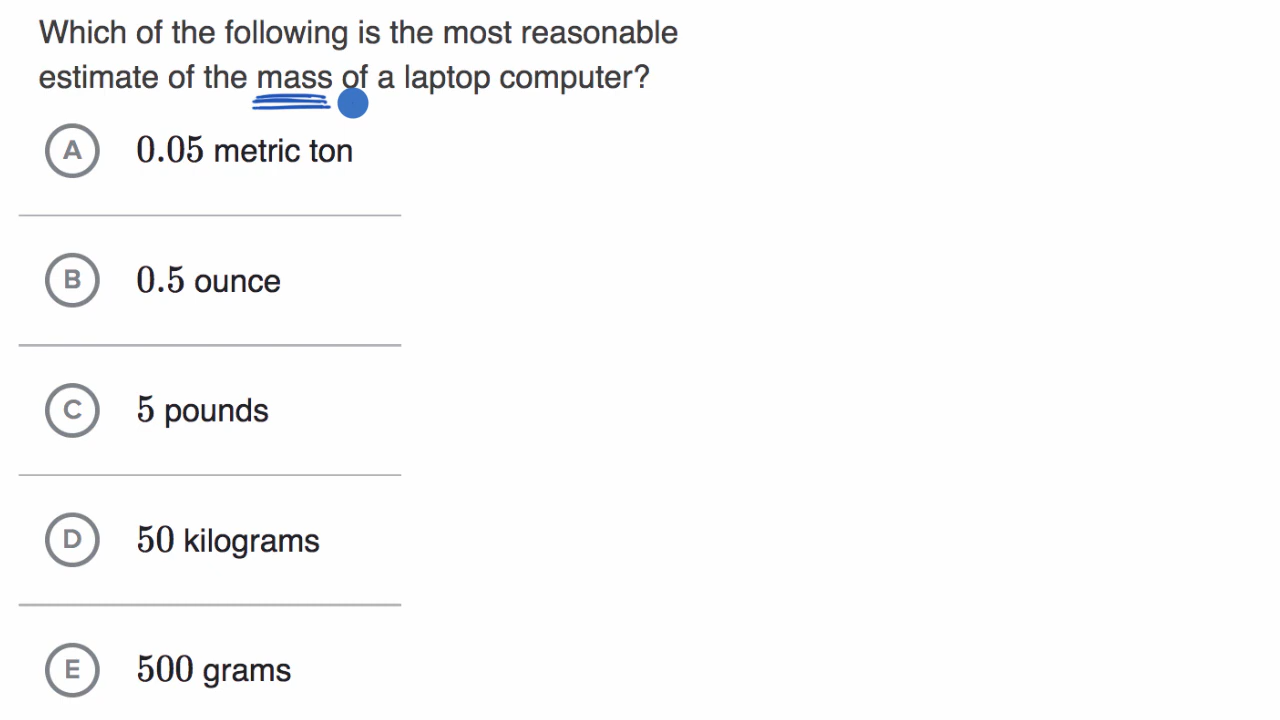 Which of the following is the most reasonable
estimate of the mass of a laptop computer?
A 0.05 metric ton
B 0.5 ounce
C 5 pounds
D 50 kilograms
E 500 grams